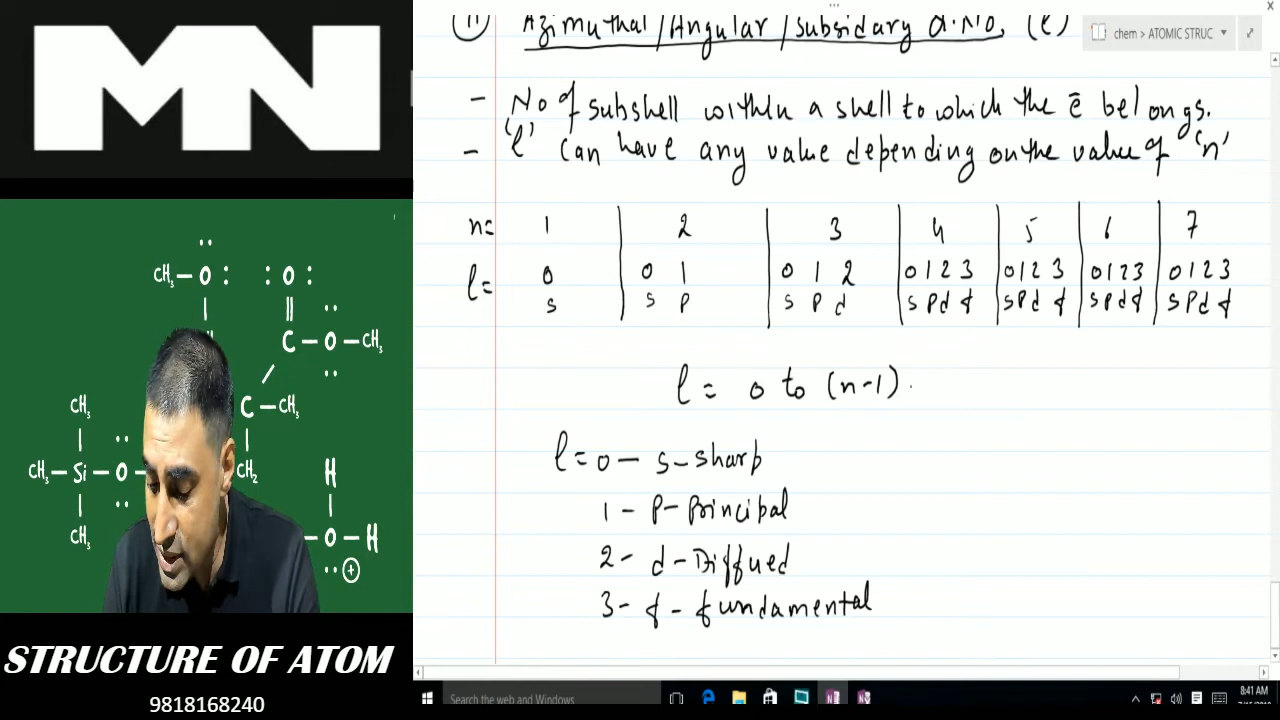 MN
CH₃ — O :
: O :
C — O — CH₃
CH₃
C — CH₃
CH₃ — Si — O —
CH₂
H
CH₃
— O — H
+
STRUCTURE OF ATOM
9818168240
(ii) Azimuthal / Angular / subsidary Q.No. (l)
chem > ATOMIC STRUC
- No of subshell within a shell to which the ē belongs.
- 'l' can have any value depending on the value of 'n'
n= 1 | 2 | 3 | 4 | 5 | 6 | 7
l= 0 | 0 1 | 0 1 2 | 0 1 2 3 | 0 1 2 3 | 0 1 2 3 | 0 1 2 3
s | s p | s p d | s p d f | s p d f | s p d f | s p d f
l = 0 to (n-1).
l=0 - s - sharp
1 - p - principal
2 - d - Diffued
3 - f - fundamental
Search the web and Windows
8:41 AM